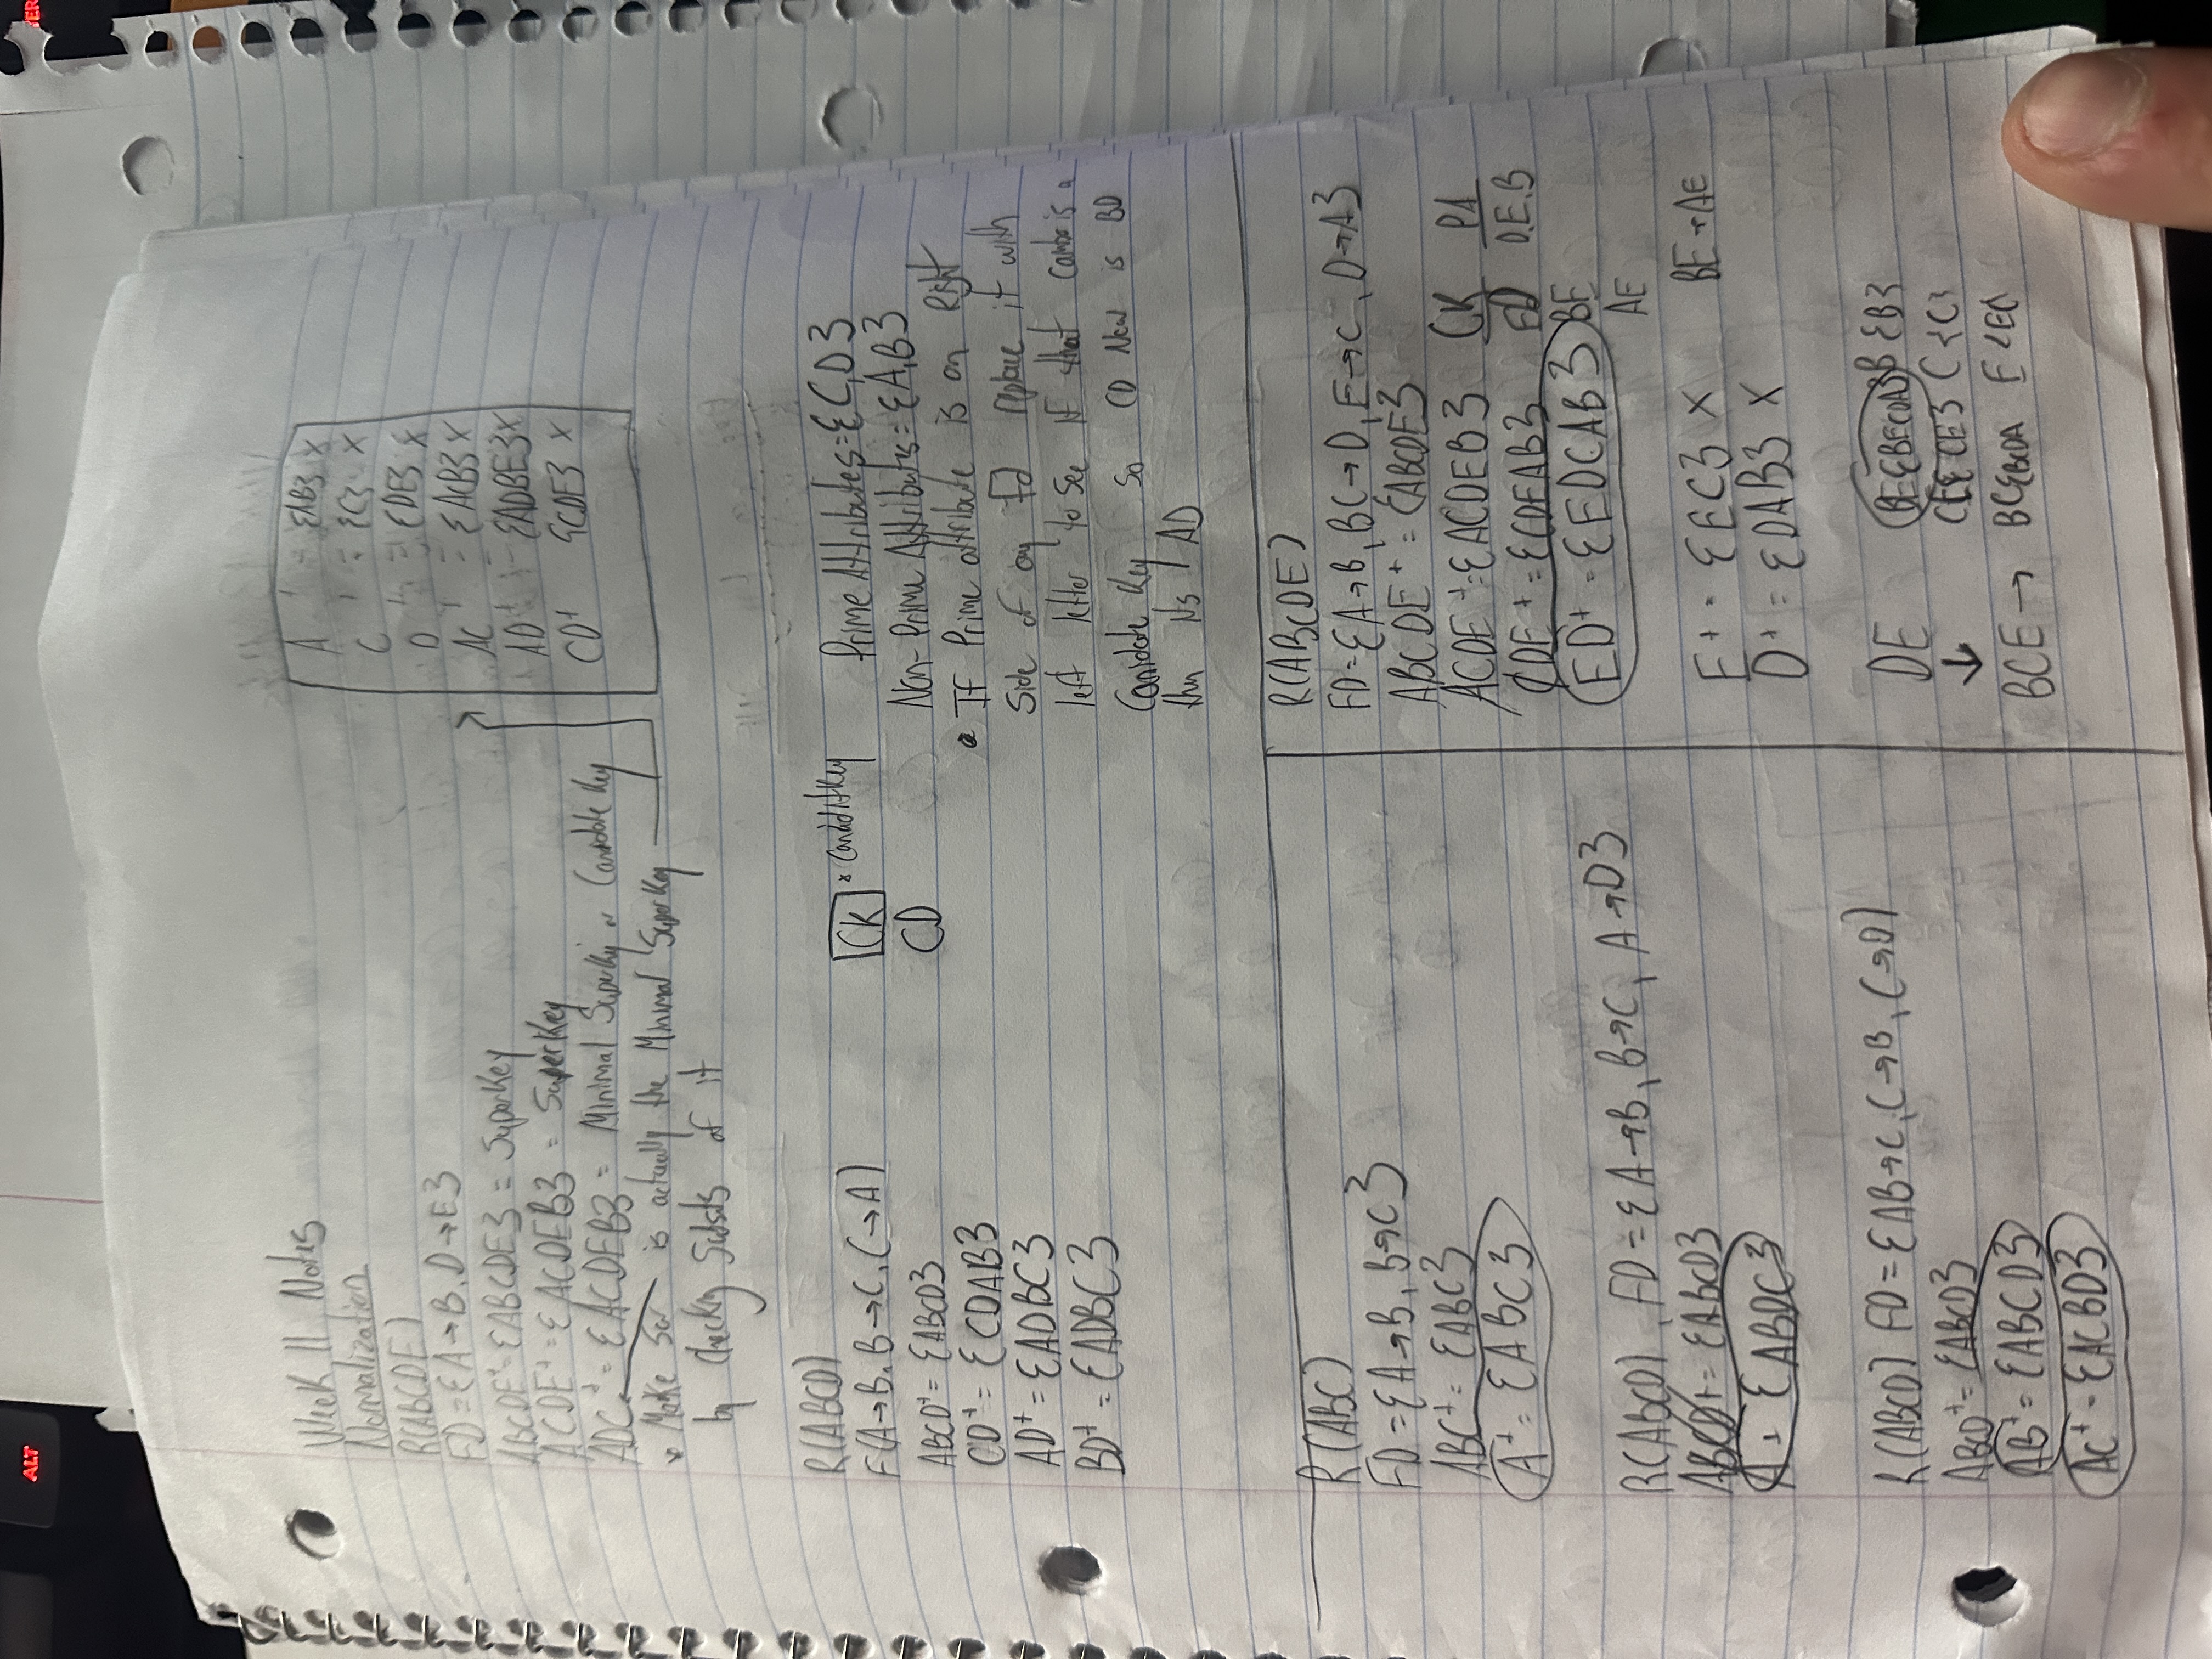 ALT
Week 11 Notes
Normalization
R(ABCDE)
FD = {A→B, D→E}
ABCDE+ = {ABCDE} = Superkey
ACDE+ = {ACDEB} = SuperKey
ADC+ = {ACDEB} = Minimal Superkey or Candidate Key
* Make Sur is actually the Minimal SuperKey
by Checking Subsets of it
A+ = {AB} x
C+ = {C} x
D+ = {DE} x
AC+ = {ACB} x
AD+ = {ADBE} x
CD+ {CDE} x
R(ABCD)
F(A→B, B→C, C→A)
ABCD+ = {ABCD}
CD+ = {CDAB}
AD+ = {ADBC}
BD+ = {ADBC}
CK * CaniditKey
CD
Prime Attributes = {C,D}
Non-Prime Attributes = {A,B}
• If Prime attribute is on Right
Side of any Fd replace it with
left letter to see if that combo is a
Canidate Key So CD Now is BD
then its AD
R(ABC)
FD = {A→B, B→C}
ABC+ = {ABC}
A+ = {ABC}
R(ABCD), FD = {A→B, B→C, A→D}
ABCD+ = {ABCD}
A+ {ABDC}
R(ABCD) FD = {AB→C, C→B, C→D)
ABCD+ = {ABCD}
AB+ = {ABCD}
AC+ = {ACBD}
R(ABCDE)
FD = {A→B, BC→D, E→C, D→A}
ABCDE+ = {ABCDE}
ACDE+ = {ACDEB} CK PA
CDE+ = {CDEAB} ED D.E.B
ED+ = {EDCAB} BE
AE
E+ = {EC} x BE→AE
D+ = {DAB} x
DE BE{BECDA} B {B}
↓ CE{CE} C {C}
BCE → BC{BCDA E {EC